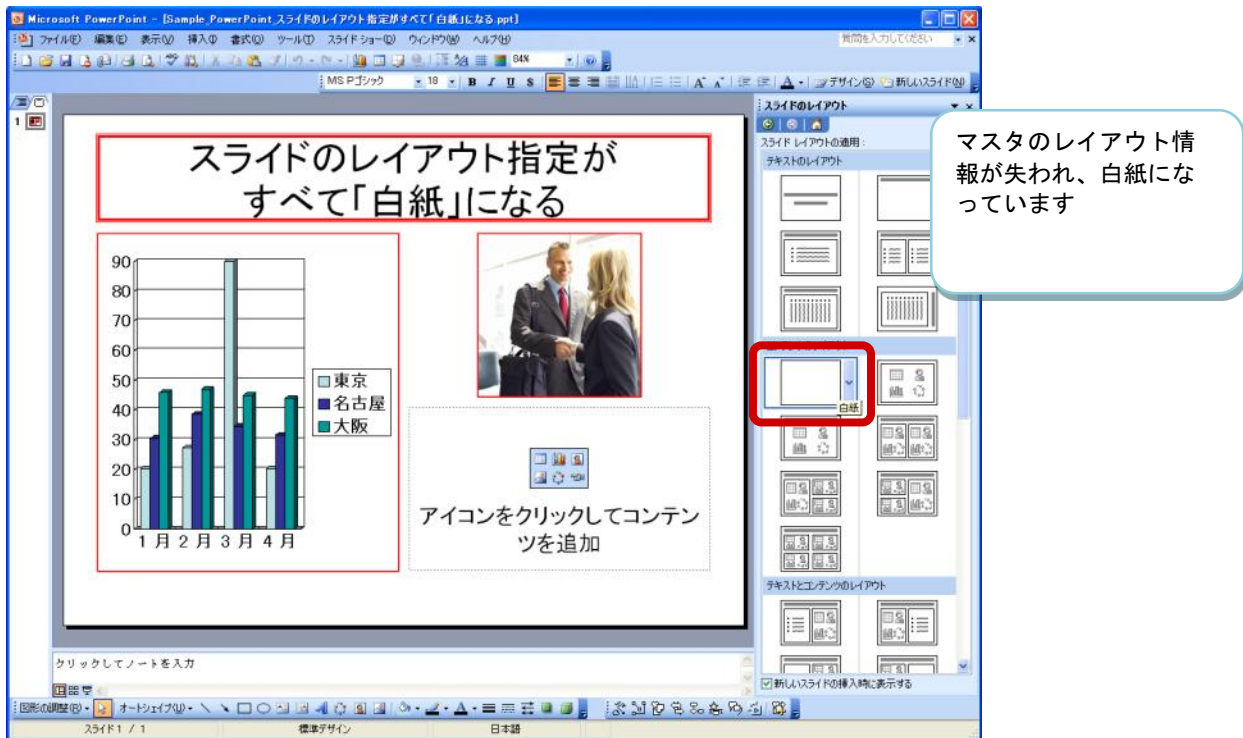 Microsoft PowerPoint - [Sample_PowerPoint_スライドのレイアウト指定がすべて「白紙」になる.ppt]
ファイル(F) 編集(E) 表示(V) 挿入(I) 書式(O) ツール(T) スライド ショー(D) ウィンドウ(W) ヘルプ(H) 質問を入力してください
84%
MS Pゴシック 18 B I U S デザイン(S) 新しいスライド(N)
スライドのレイアウト
スライド レイアウトの適用:
テキストのレイアウト
マスタのレイアウト情
報が失われ、白紙にな
っています
1
スライドのレイアウト指定が
すべて「白紙」になる
90
80
70
60
50
40
30
20
10
0
1月 2月 3月 4月
東京
名古屋
大阪
アイコンをクリックしてコンテン
ツを追加
白紙
テキストとコンテンツのレイアウト
クリックしてノートを入力
新しいスライドの挿入時に表示する
図形の調整(R) オートシェイプ(U)
スライド 1 / 1 標準デザイン 日本語